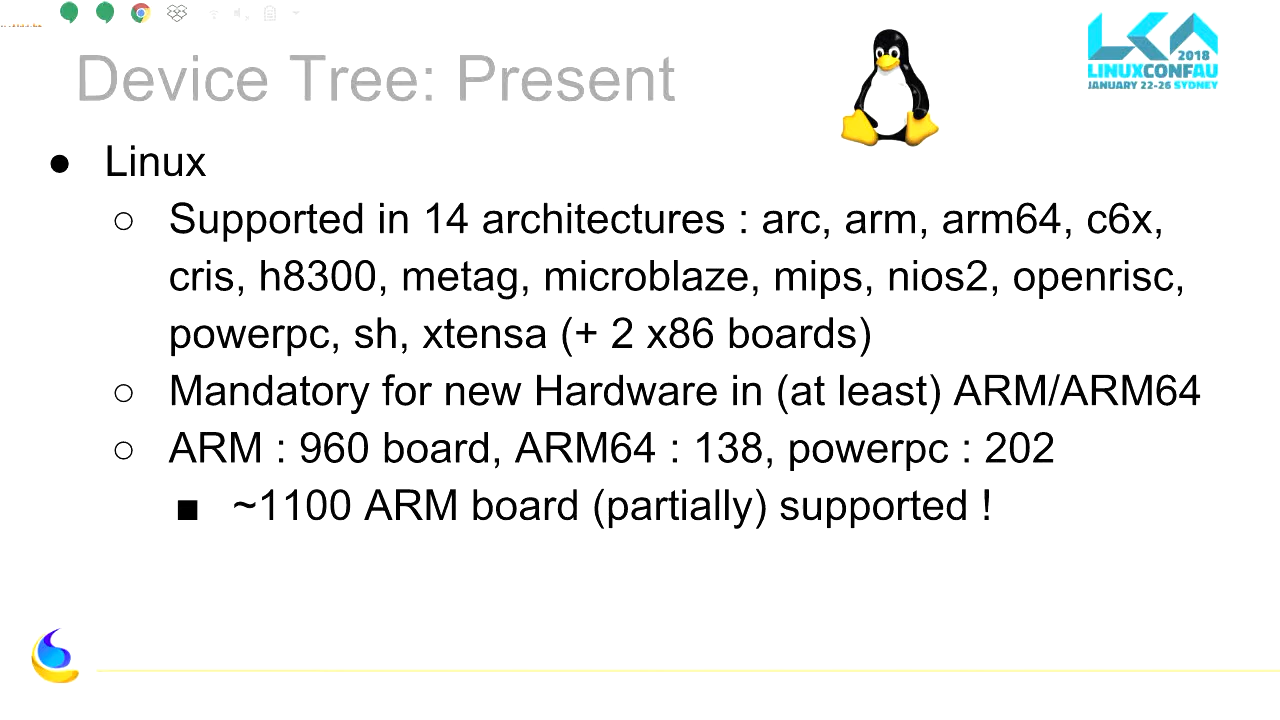 Device Tree: Present
2018
LINUXCONFAU
JANUARY 22-26 SYDNEY
● Linux
○ Supported in 14 architectures : arc, arm, arm64, c6x,
cris, h8300, metag, microblaze, mips, nios2, openrisc,
powerpc, sh, xtensa (+ 2 x86 boards)
○ Mandatory for new Hardware in (at least) ARM/ARM64
○ ARM : 960 board, ARM64 : 138, powerpc : 202
■ ~1100 ARM board (partially) supported !